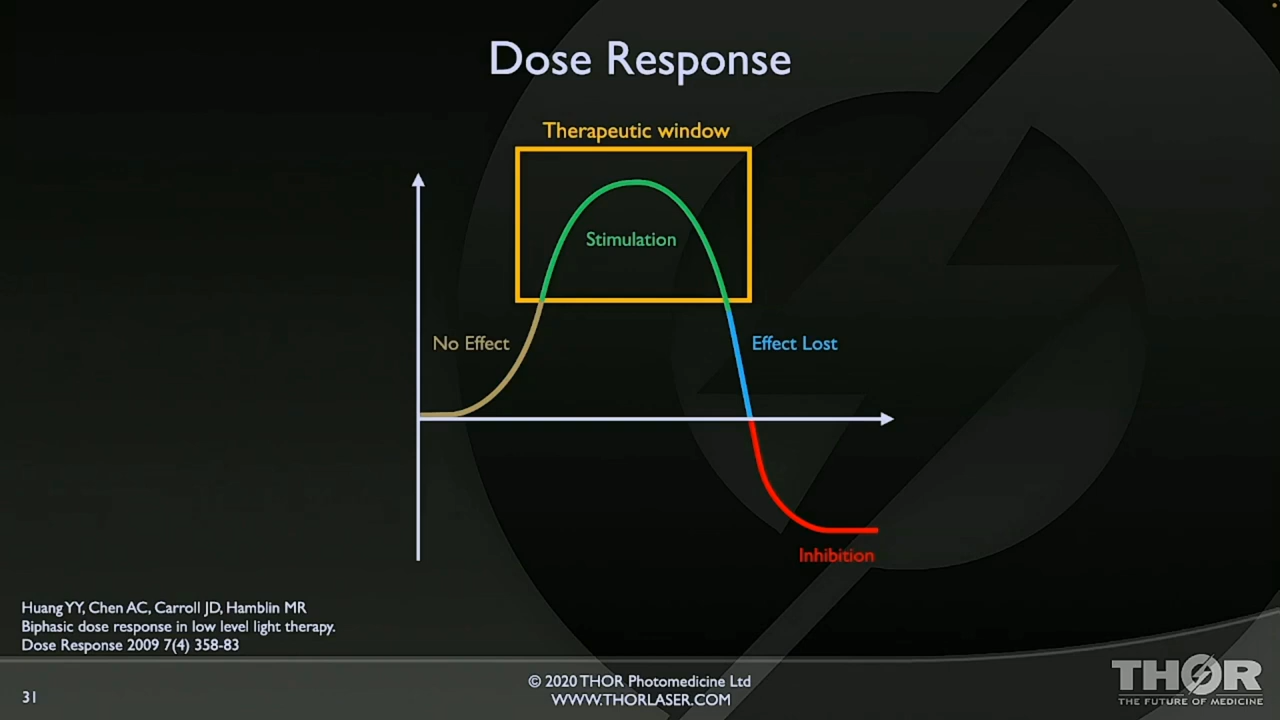 Dose Response
Therapeutic window
Stimulation
No Effect
Effect Lost
Inhibition
Huang YY, Chen AC, Carroll JD, Hamblin MR
Biphasic dose response in low level light therapy.
Dose Response 2009 7(4) 358-83
31
© 2020 THOR Photomedicine Ltd
WWW.THORLASER.COM
THOR
THE FUTURE OF MEDICINE